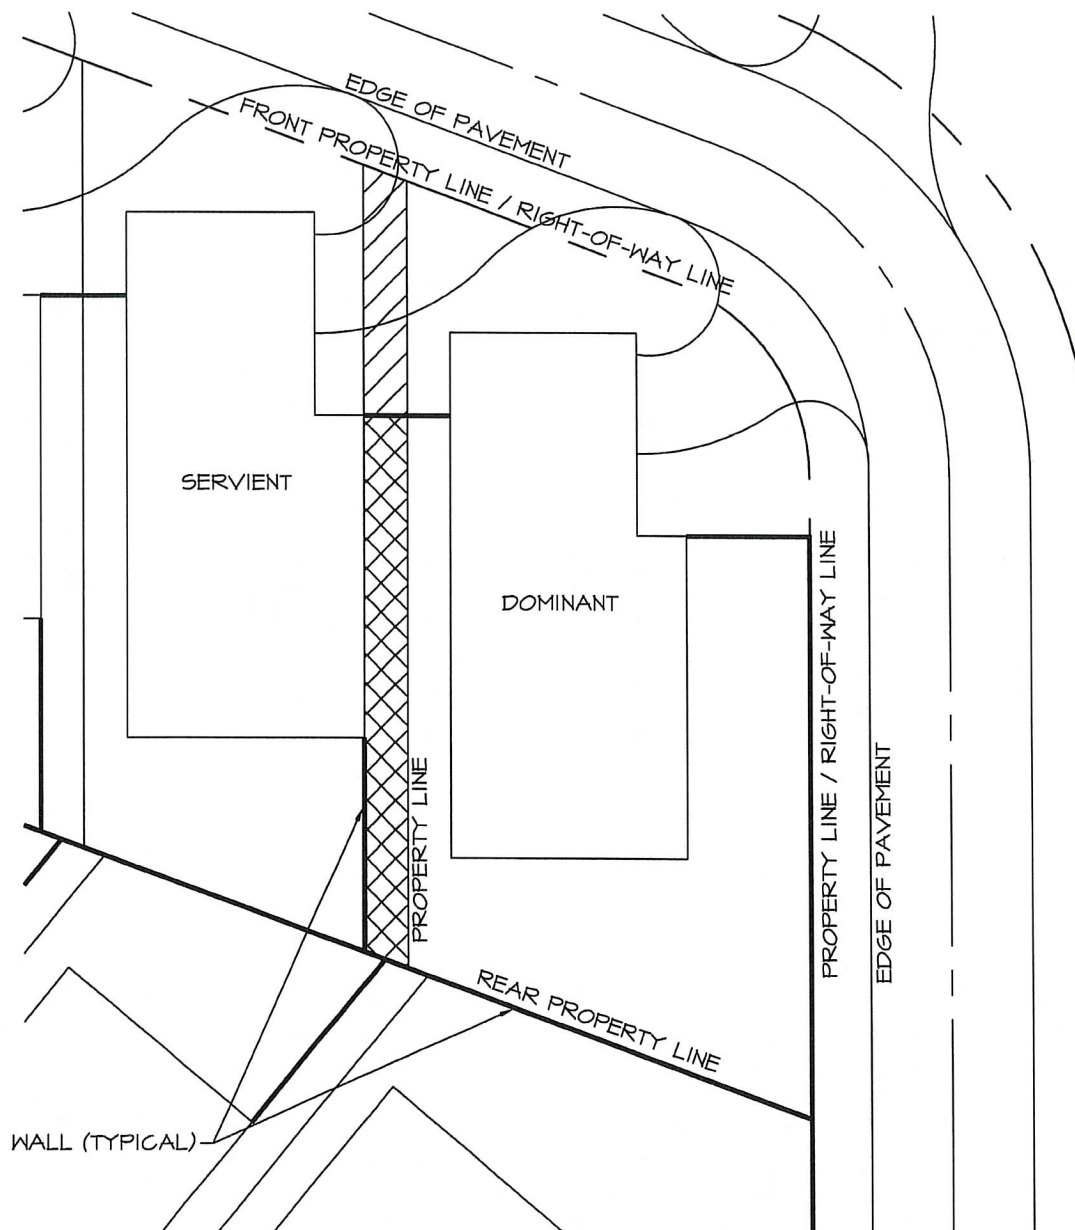 EDGE OF PAVEMENT
FRONT PROPERTY LINE / RIGHT-OF-WAY LINE
SERVIENT
DOMINANT
PROPERTY LINE / RIGHT-OF-WAY LINE
EDGE OF PAVEMENT
PROPERTY LINE
REAR PROPERTY LINE
WALL (TYPICAL)